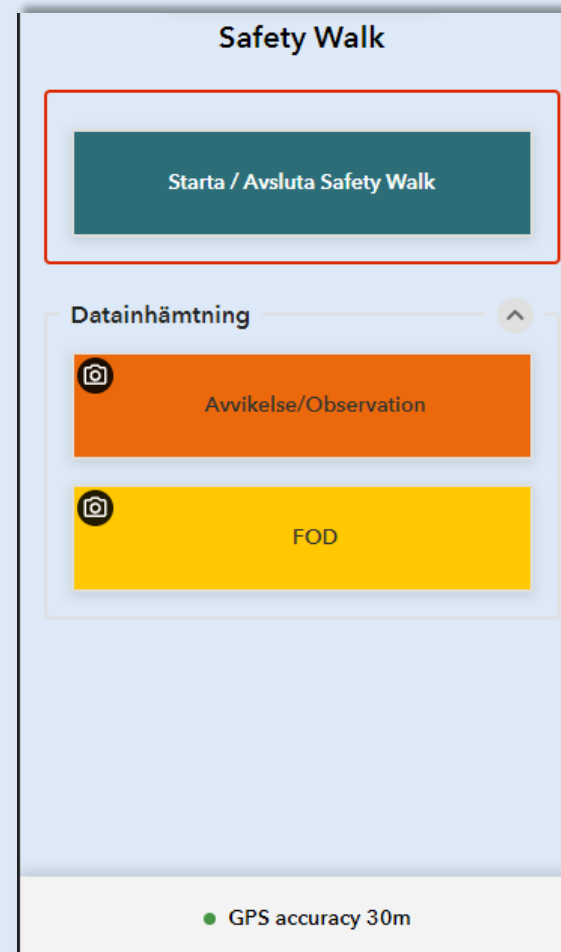 Safety Walk
Starta / Avsluta Safety Walk
Datainhämtning
Avvikelse/Observation
FOD
GPS accuracy 30m